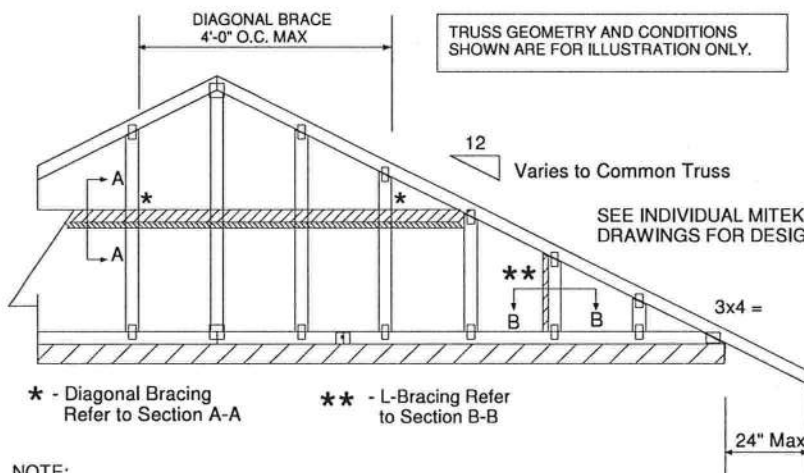 DIAGONAL BRACE
4'-0" O.C. MAX
TRUSS GEOMETRY AND CONDITIONS
SHOWN ARE FOR ILLUSTRATION ONLY.
12
Varies to Common Truss
A
*
*
SEE INDIVIDUAL MITEK
DRAWINGS FOR DESIG
A
**
B
B
3x4 =
* - Diagonal Bracing
Refer to Section A-A
** - L-Bracing Refer
to Section B-B
24" Max
NOTE: